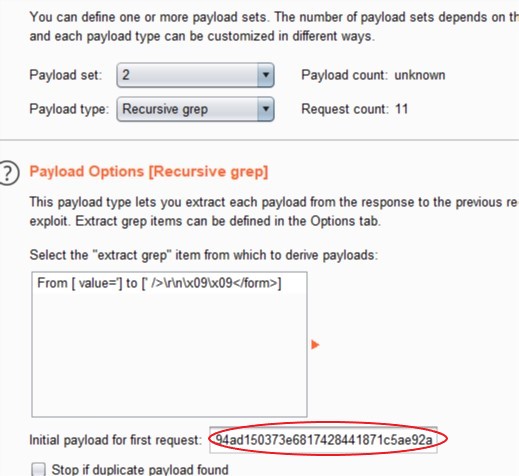 You can define one or more payload sets. The number of payload sets depends on
and each payload type can be customized in different ways.
Payload set: 2 Payload count: unknown
Payload type: Recursive grep Request count: 11
?
Payload Options [Recursive grep]
This payload type lets you extract each payload from the response to the previous
exploit. Extract grep items can be defined in the Options tab.
Select the "extract grep" item from which to derive payloads:
From [ value='] to [' />\r\n\x09\x09</form>]
Initial payload for first request: 94ad150373e6817428441871c5ae92a
Stop if duplicate payload found